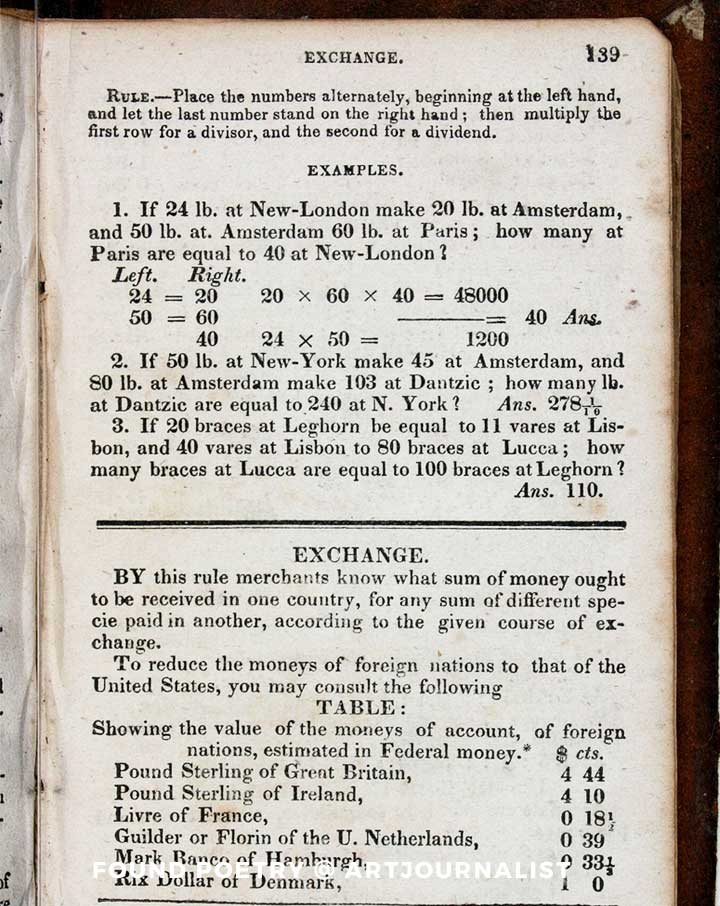 EXCHANGE. 139
RULE.—Place the numbers alternately, beginning at the left hand,
and let the last number stand on the right hand; then multiply the
first row for a divisor, and the second for a dividend.
EXAMPLES.
1. If 24 lb. at New-London make 20 lb. at Amsterdam,
and 50 lb. at. Amsterdam 60 lb. at Paris; how many at
Paris are equal to 40 at New-London?
Left. Right.
24 = 20 20 × 60 × 40 = 48000
50 = 60 ———= 40 Ans.
40 24 × 50 = 1200
2. If 50 lb. at New-York make 45 at Amsterdam, and
80 lb. at Amsterdam make 103 at Dantzic; how many lb.
at Dantzic are equal to 240 at N. York? Ans. 278 1/10
3. If 20 braces at Leghorn be equal to 11 vares at Lis-
bon, and 40 vares at Lisbon to 80 braces at Lucca; how
many braces at Lucca are equal to 100 braces at Leghorn?
Ans. 110.
EXCHANGE.
BY this rule merchants know what sum of money ought
to be received in one country, for any sum of different spe-
cie paid in another, according to the given course of ex-
change.
To reduce the moneys of foreign nations to that of the
United States, you may consult the following
TABLE:
Showing the value of the moneys of account, of foreign
nations, estimated in Federal money.* $ cts.
Pound Sterling of Great Britain, 4 44
Pound Sterling of Ireland, 4 10
Livre of France, 0 18½
Guilder or Florin of the U. Netherlands, 0 39
Mark Banco of Hamburgh, 0 33⅓
FOUND POETRY @ ARTJOURNALIST
Rix Dollar of Denmark, 1 0